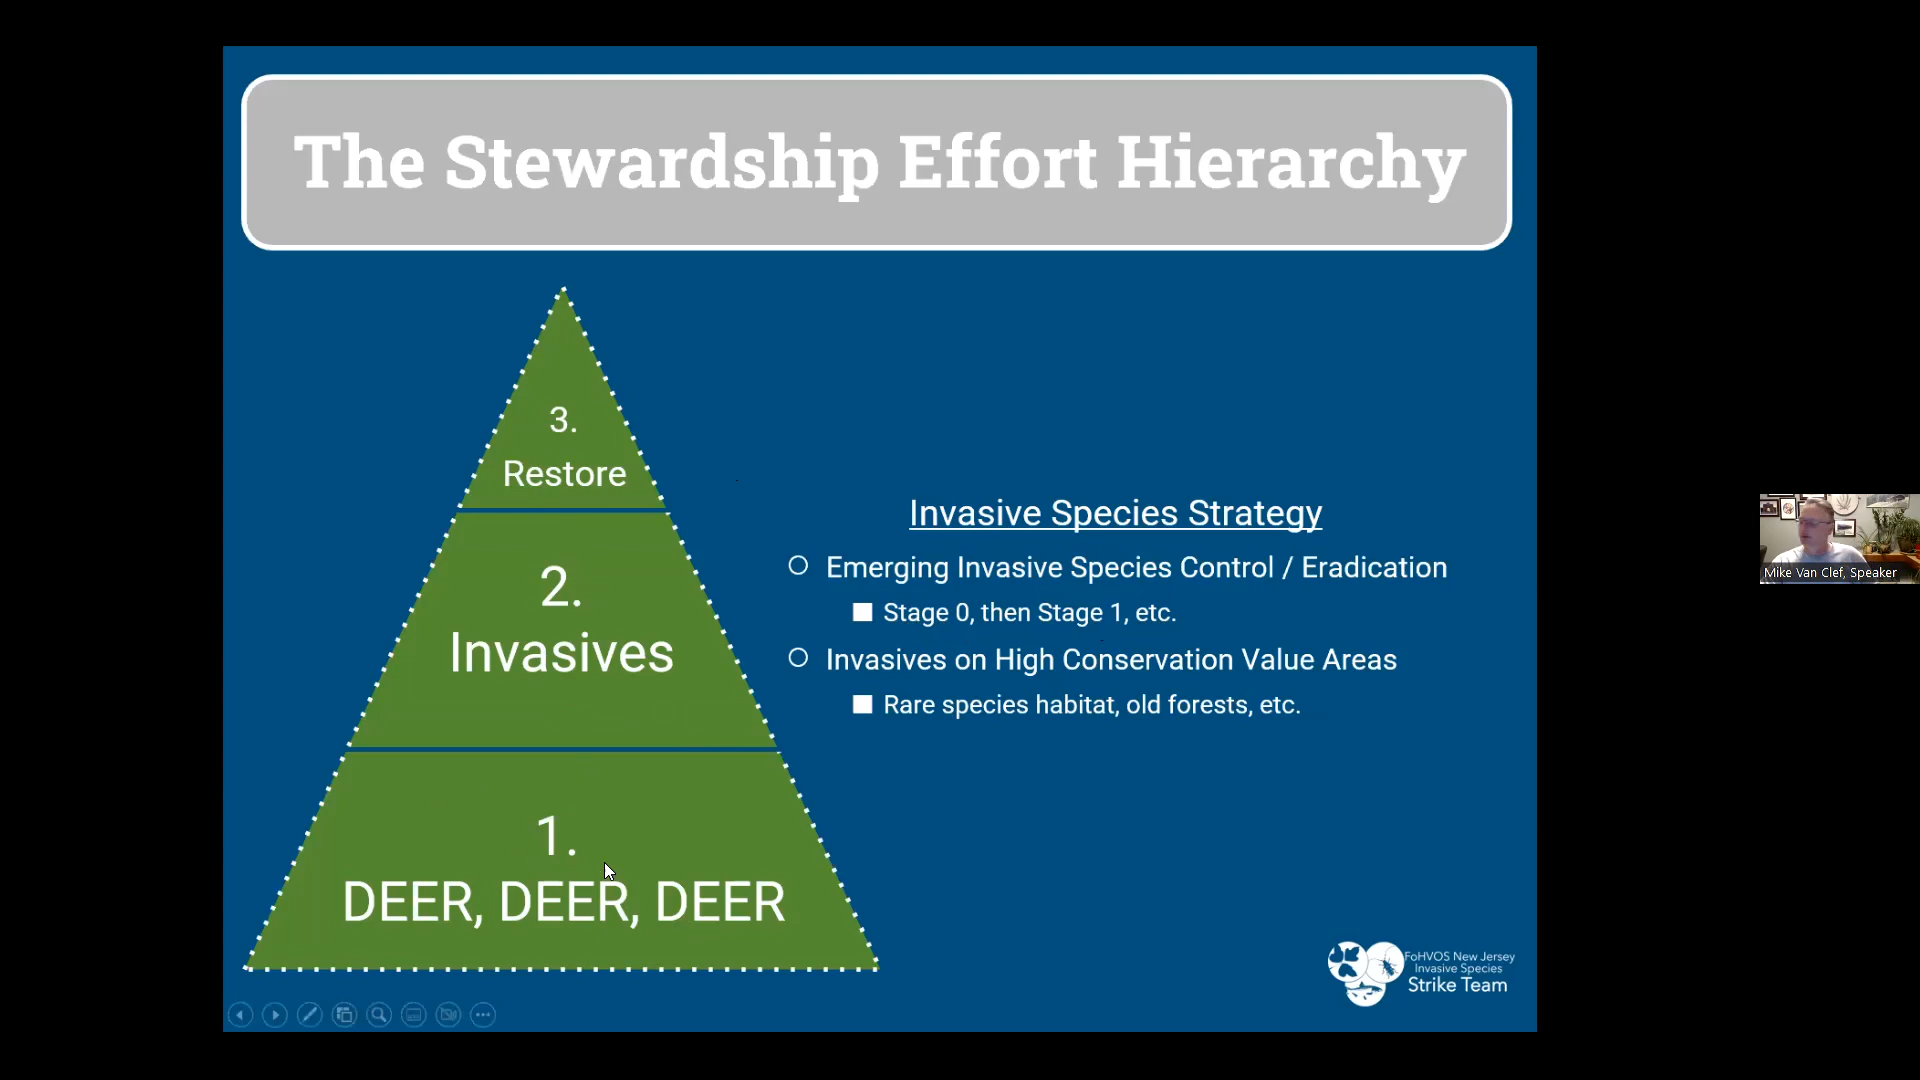 The Stewardship Effort Hierarchy
3.
Restore
2.
Invasives
1.
DEER, DEER, DEER
Invasive Species Strategy
Emerging Invasive Species Control / Eradication
Stage 0, then Stage 1, etc.
Invasives on High Conservation Value Areas
Rare species habitat, old forests, etc.
FoHVOS New Jersey
Invasive Species
Strike Team
Mike Van Clef, Speaker